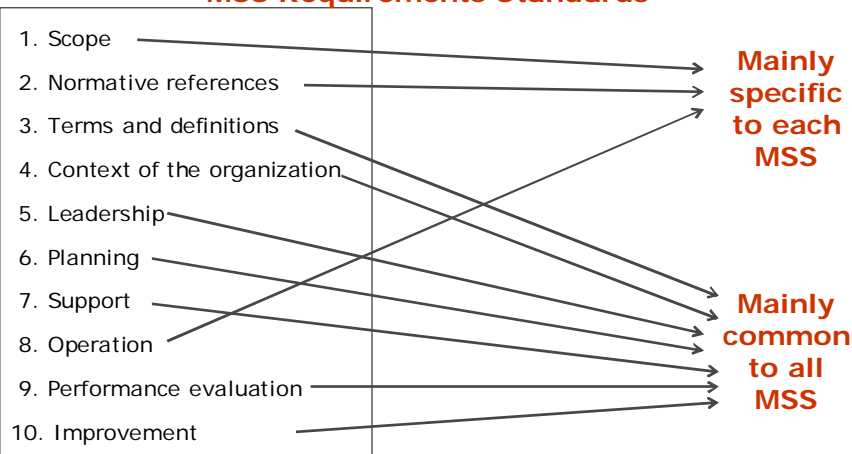 MSS Requirements Standards
1. Scope
2. Normative references
3. Terms and definitions
4. Context of the organization
5. Leadership
6. Planning
7. Support
8. Operation
9. Performance evaluation
10. Improvement
Mainly
specific
to each
MSS
Mainly
common
to all
MSS